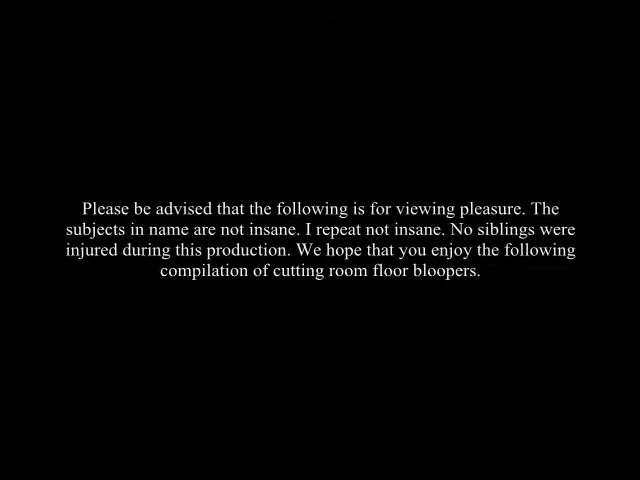 Please be advised that the following is for viewing pleasure. The
subjects in name are not insane. I repeat not insane. No siblings were
injured during this production. We hope that you enjoy the following
compilation of cutting room floor bloopers.